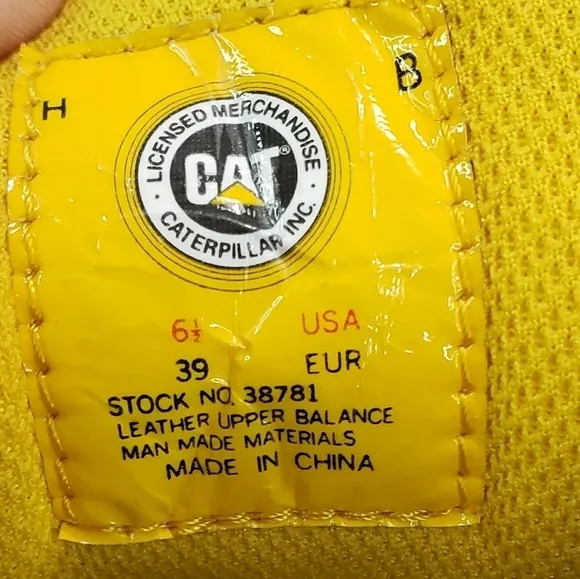 H B
LICENSED MERCHANDISE
CAT®
· CATERPILLAR INC. ·
6½ USA
39 EUR
STOCK NO. 38781
LEATHER UPPER BALANCE
MAN MADE MATERIALS
MADE IN CHINA